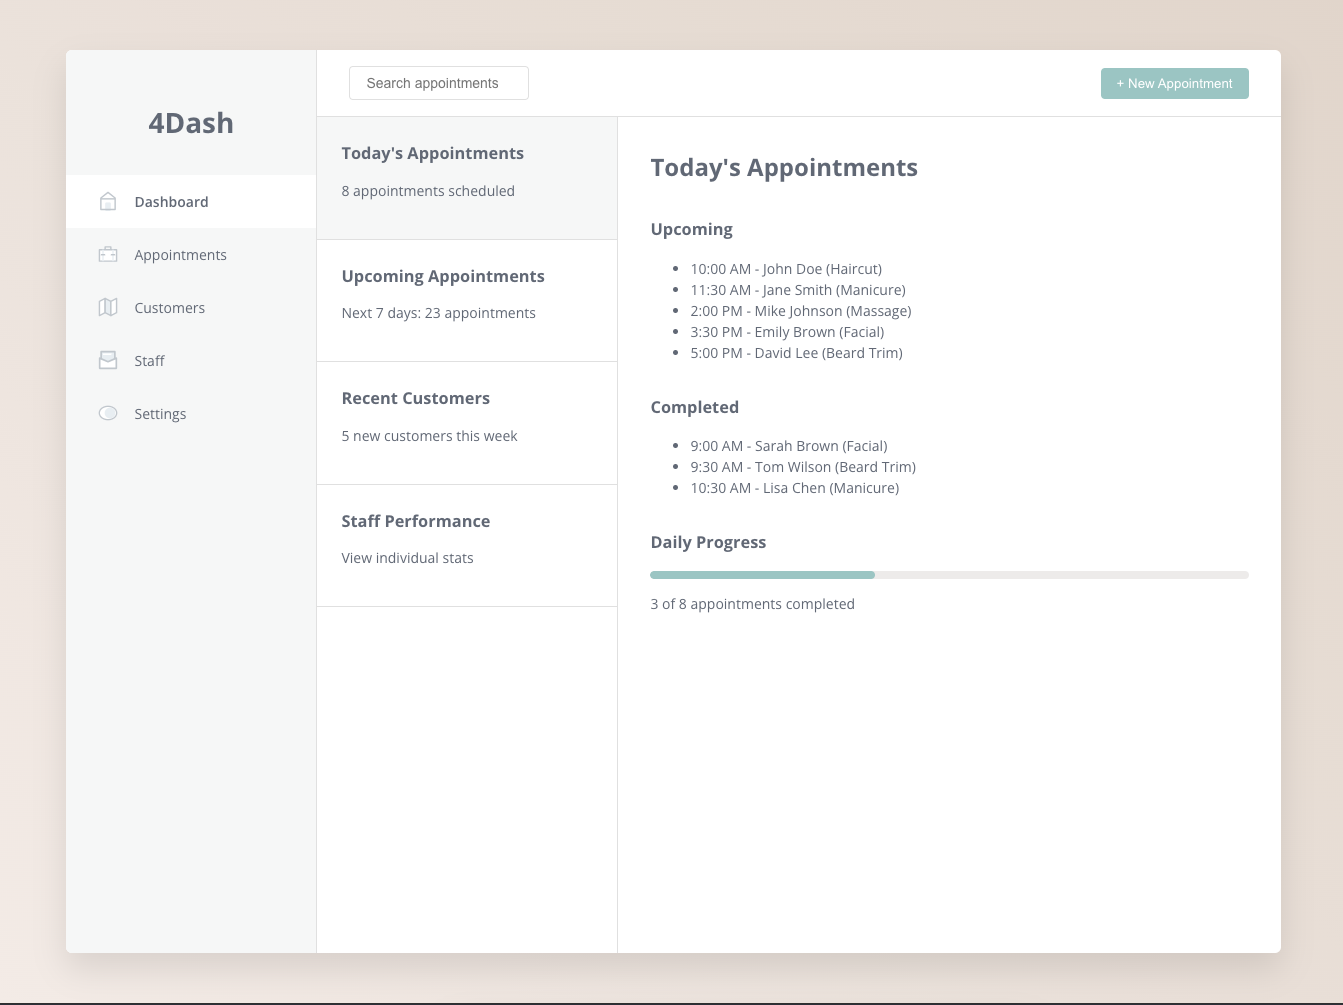 4Dash
Dashboard
Appointments
Customers
Staff
Settings
Search appointments
+ New Appointment
Today's Appointments
8 appointments scheduled
Upcoming Appointments
Next 7 days: 23 appointments
Recent Customers
5 new customers this week
Staff Performance
View individual stats
Today's Appointments
Upcoming
10:00 AM - John Doe (Haircut)
11:30 AM - Jane Smith (Manicure)
2:00 PM - Mike Johnson (Massage)
3:30 PM - Emily Brown (Facial)
5:00 PM - David Lee (Beard Trim)
Completed
9:00 AM - Sarah Brown (Facial)
9:30 AM - Tom Wilson (Beard Trim)
10:30 AM - Lisa Chen (Manicure)
Daily Progress
3 of 8 appointments completed